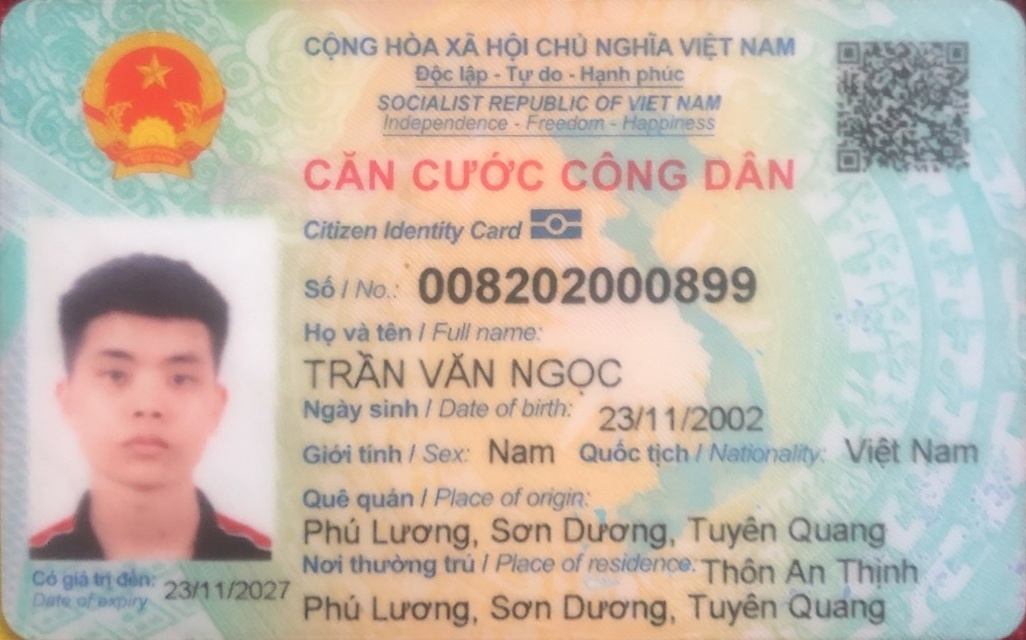 CỘNG HÒA XÃ HỘI CHỦ NGHĨA VIỆT NAM
Độc lập - Tự do - Hạnh phúc
SOCIALIST REPUBLIC OF VIET NAM
Independence - Freedom - Happiness
CĂN CƯỚC CÔNG DÂN
Citizen Identity Card
Số / No.: 008202000899
Họ và tên / Full name:
TRẦN VĂN NGỌC
Ngày sinh / Date of birth: 23/11/2002
Giới tính / Sex: Nam Quốc tịch / Nationality: Việt Nam
Quê quán / Place of origin:
Phú Lương, Sơn Dương, Tuyên Quang
Nơi thường trú / Place of residence: Thôn An Thịnh
Phú Lương, Sơn Dương, Tuyên Quang
Có giá trị đến: 23/11/2027
Date of expiry